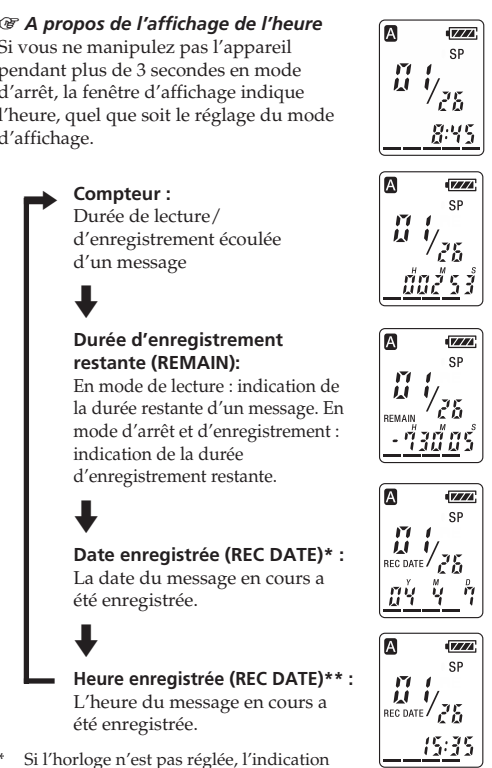 ☞ A propos de l’affichage de l’heure
Si vous ne manipulez pas l’appareil
pendant plus de 3 secondes en mode
d’arrêt, la fenêtre d’affichage indique
l’heure, quel que soit le réglage du mode
d’affichage.
A
SP
01/26
8:45
Compteur :
Durée de lecture/
d’enregistrement écoulée
d’un message
A
SP
01/26
H M S
00253
Durée d’enregistrement
restante (REMAIN):
En mode de lecture : indication de
la durée restante d’un message. En
mode d’arrêt et d’enregistrement :
indication de la durée
d’enregistrement restante.
A
SP
01/26
REMAIN
H M S
-73005
Date enregistrée (REC DATE)* :
La date du message en cours a
été enregistrée.
A
SP
01/26
REC DATE
Y M D
04 4 7
Heure enregistrée (REC DATE)** :
L’heure du message en cours a
été enregistrée.
A
SP
01/26
REC DATE
15:35
* Si l’horloge n’est pas réglée, l’indication